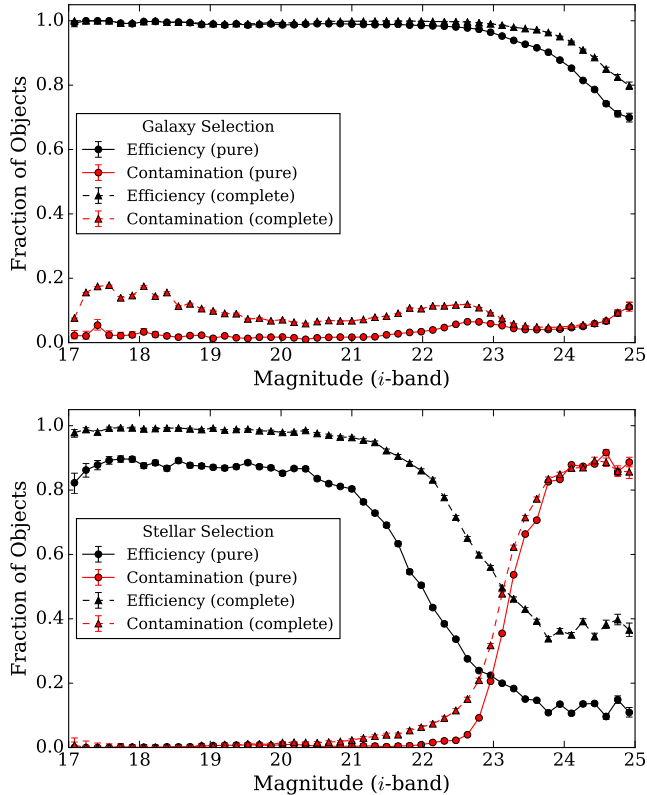 1.0
0.8
0.6
0.4
0.2
0.0
Fraction of Objects
Galaxy Selection
Efficiency (pure)
Contamination (pure)
Efficiency (complete)
Contamination (complete)
17 18 19 20 21 22 23 24 25
Magnitude (i-band)
1.0
0.8
0.6
0.4
0.2
0.0
Fraction of Objects
Stellar Selection
Efficiency (pure)
Contamination (pure)
Efficiency (complete)
Contamination (complete)
17 18 19 20 21 22 23 24 25
Magnitude (i-band)